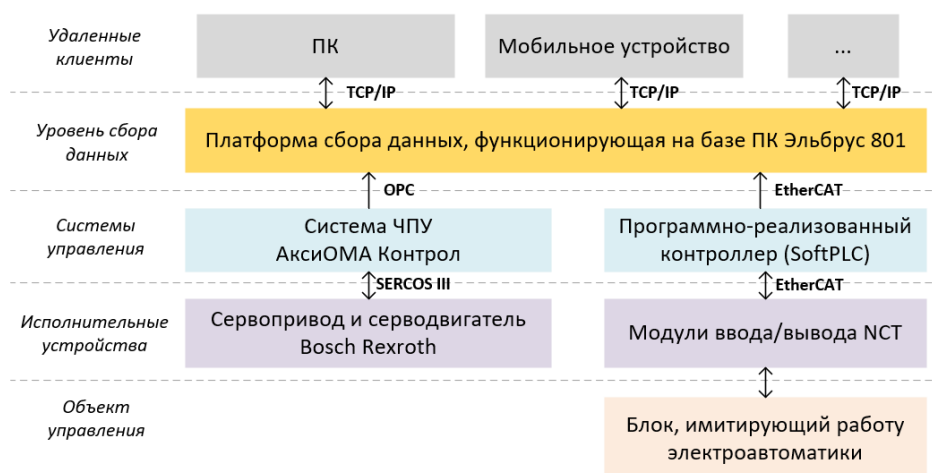 Удаленные
клиенты
ПК
Мобильное устройство
...
TCP/IP
TCP/IP
TCP/IP
Уровень сбора
данных
Платформа сбора данных, функционирующая на базе ПК Эльбрус 801
OPC
EtherCAT
Системы
управления
Система ЧПУ
АксиОМА Контрол
Программно-реализованный
контроллер (SoftPLC)
SERCOS III
EtherCAT
Исполнительные
устройства
Сервопривод и серводвигатель
Bosch Rexroth
Модули ввода/вывода NCT
Объект
управления
Блок, имитирующий работу
электроавтоматики